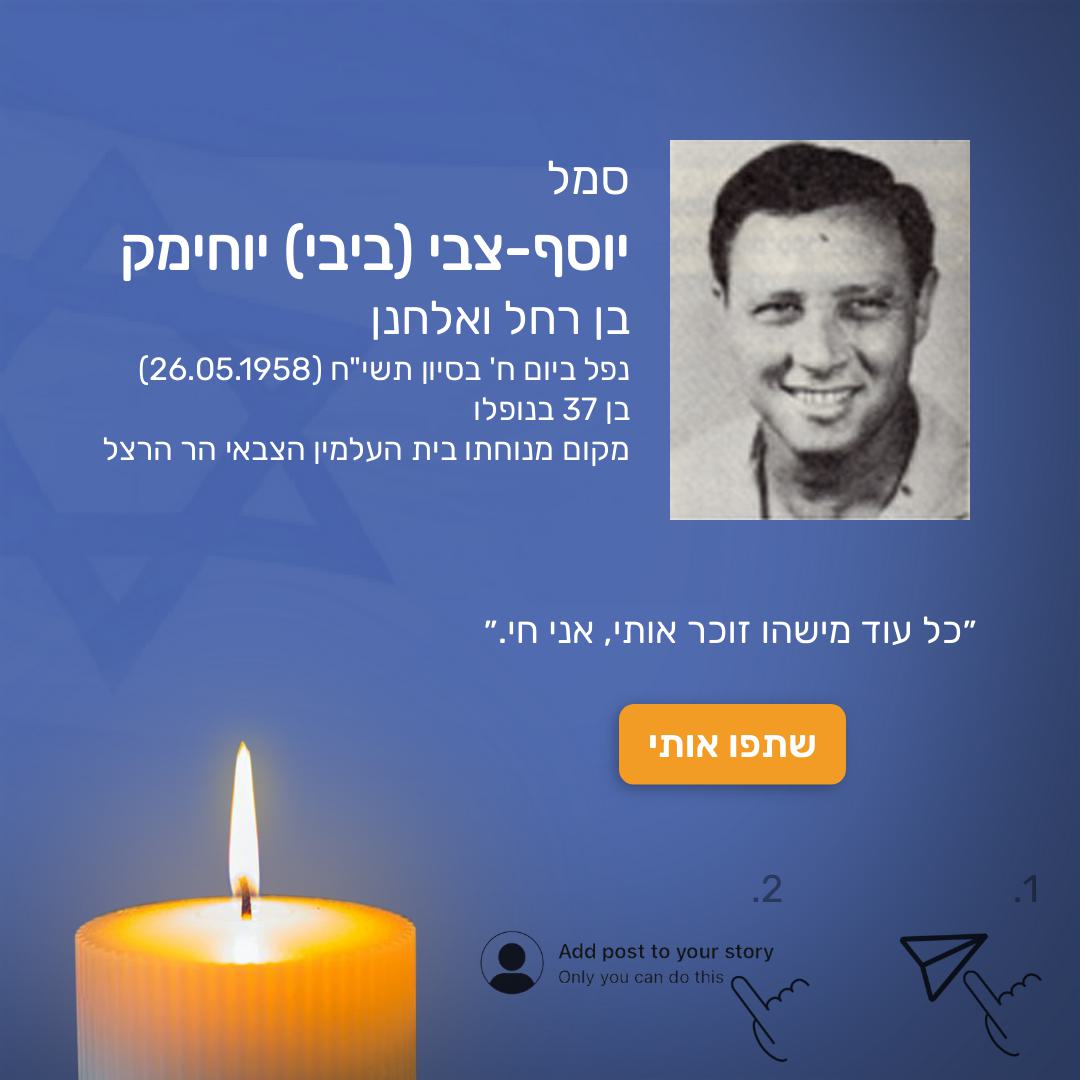 סמל
יוסף-צבי (ביבי) יוחימק
בן רחל ואלחנן
נפל ביום ח' בסיון תשי"ח (26.05.1958)
בן 37 בנופלו
מקום מנוחתו בית העלמין הצבאי הר הרצל
״כל עוד מישהו זוכר אותי, אני חי.״
שתפו אותי
1.
2.
Add post to your story
Only you can do this